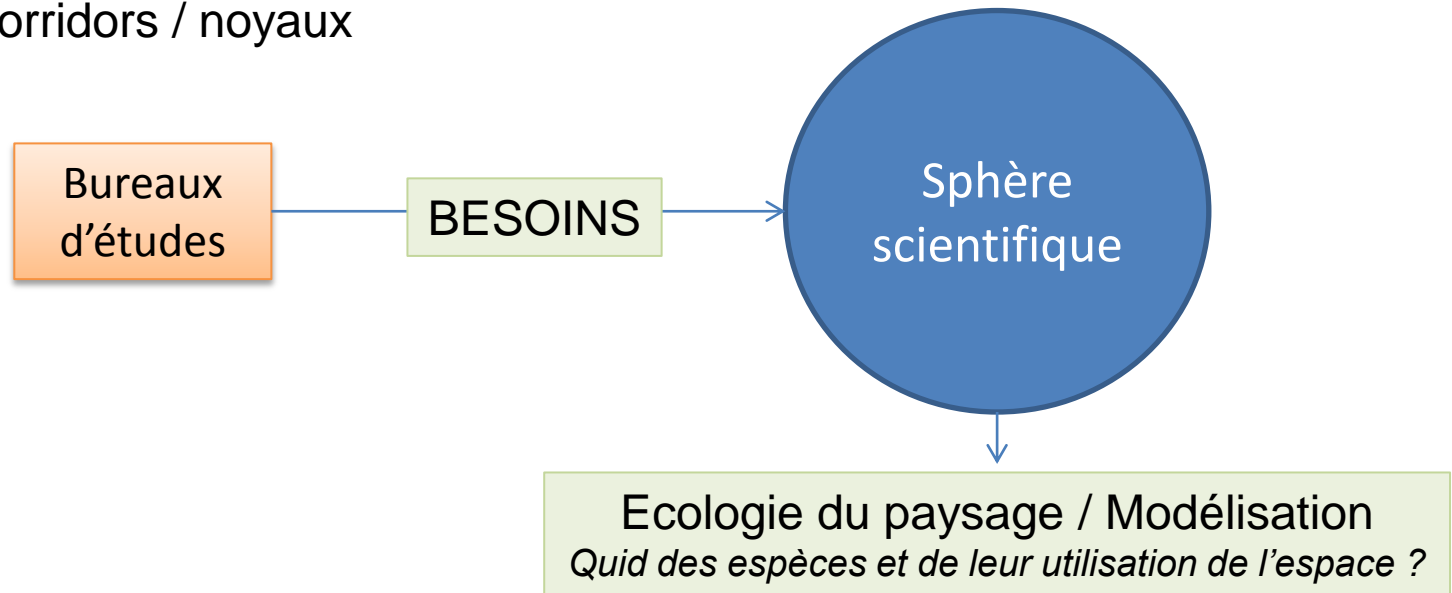 orridors / noyaux
Bureaux
d'études
BESOINS
Sphère
scientifique
Ecologie du paysage / Modélisation
Quid des espèces et de leur utilisation de l'espace ?